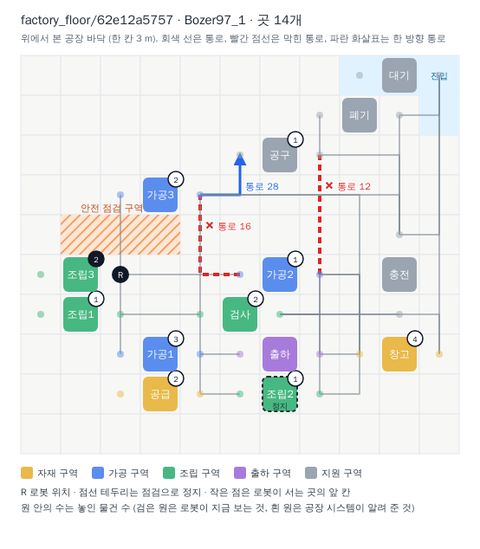 factory_floor/62e12a5757 · Bozer97_1 · 곳 14개
위에서 본 공장 바닥 (한 칸 3 m). 회색 선은 통로, 빨간 점선은 막힌 통로, 파란 화살표는 한 방향 통로
대기
전립
폐기
공구 1
가공3 2
통로 28
✖ 통로 12
안전 점검 구역
✖ 통로 16
조립3 2
R
가공2 1
충전
조립1 1
검사 2
가공1 3
출하
창고 4
공급 2
조립2 1
정지
자재 구역 가공 구역 조립 구역 출하 구역 지원 구역
R 로봇 위치 · 점선 테두리는 점검으로 정지 · 작은 점은 로봇이 서는 곳의 앞 칸
원 안의 수는 놓인 물건 건수 (검은 원은 로봇이 지금 보는 것, 흰 원은 공장 시스템이 알려 준 것)